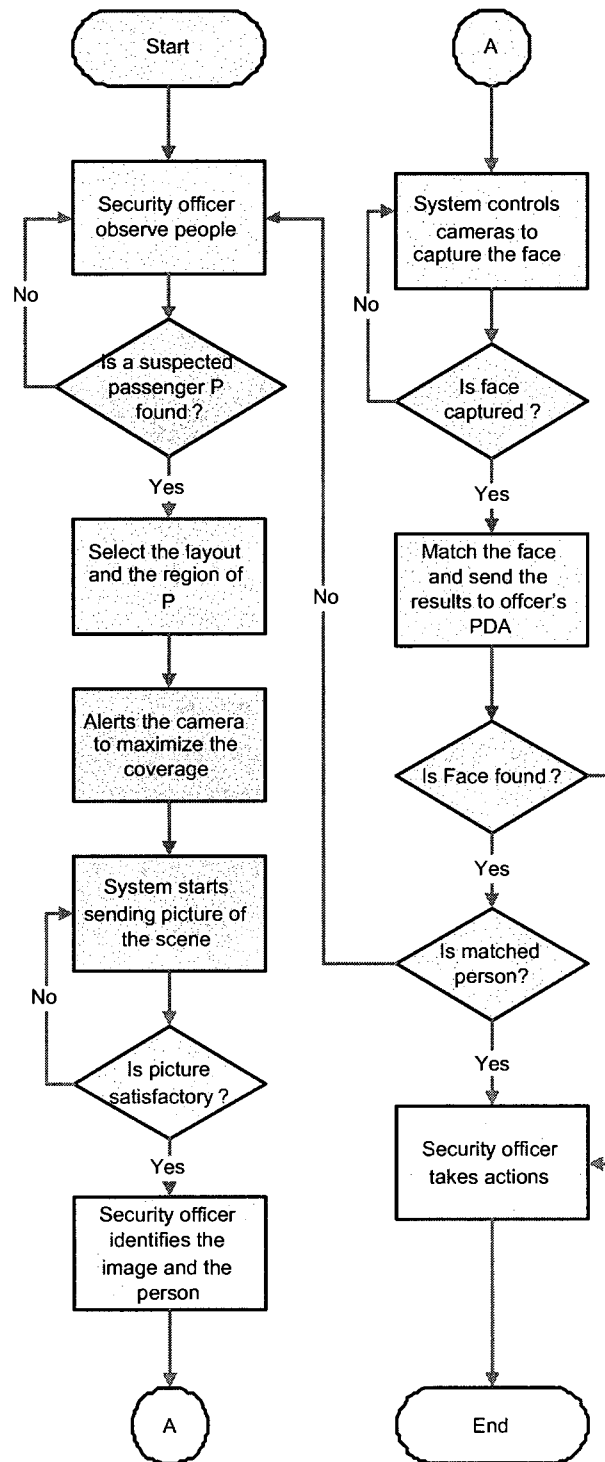 Start
Security officer
observe people
No
Is a suspected
passenger P
found ?
Yes
Select the layout
and the region of
P
Alerts the camera
to maximize the
coverage
System starts
sending picture of
the scene
No
Is picture
satisfactory ?
Yes
Security officer
identifies the
image and the
person
A
A
System controls
cameras to
capture the face
No
Is face
captured ?
Yes
Match the face
and send the
results to offcer's
PDA
Is Face found ?
Yes
Is matched
person?
No
Yes
Security officer
takes actions
End